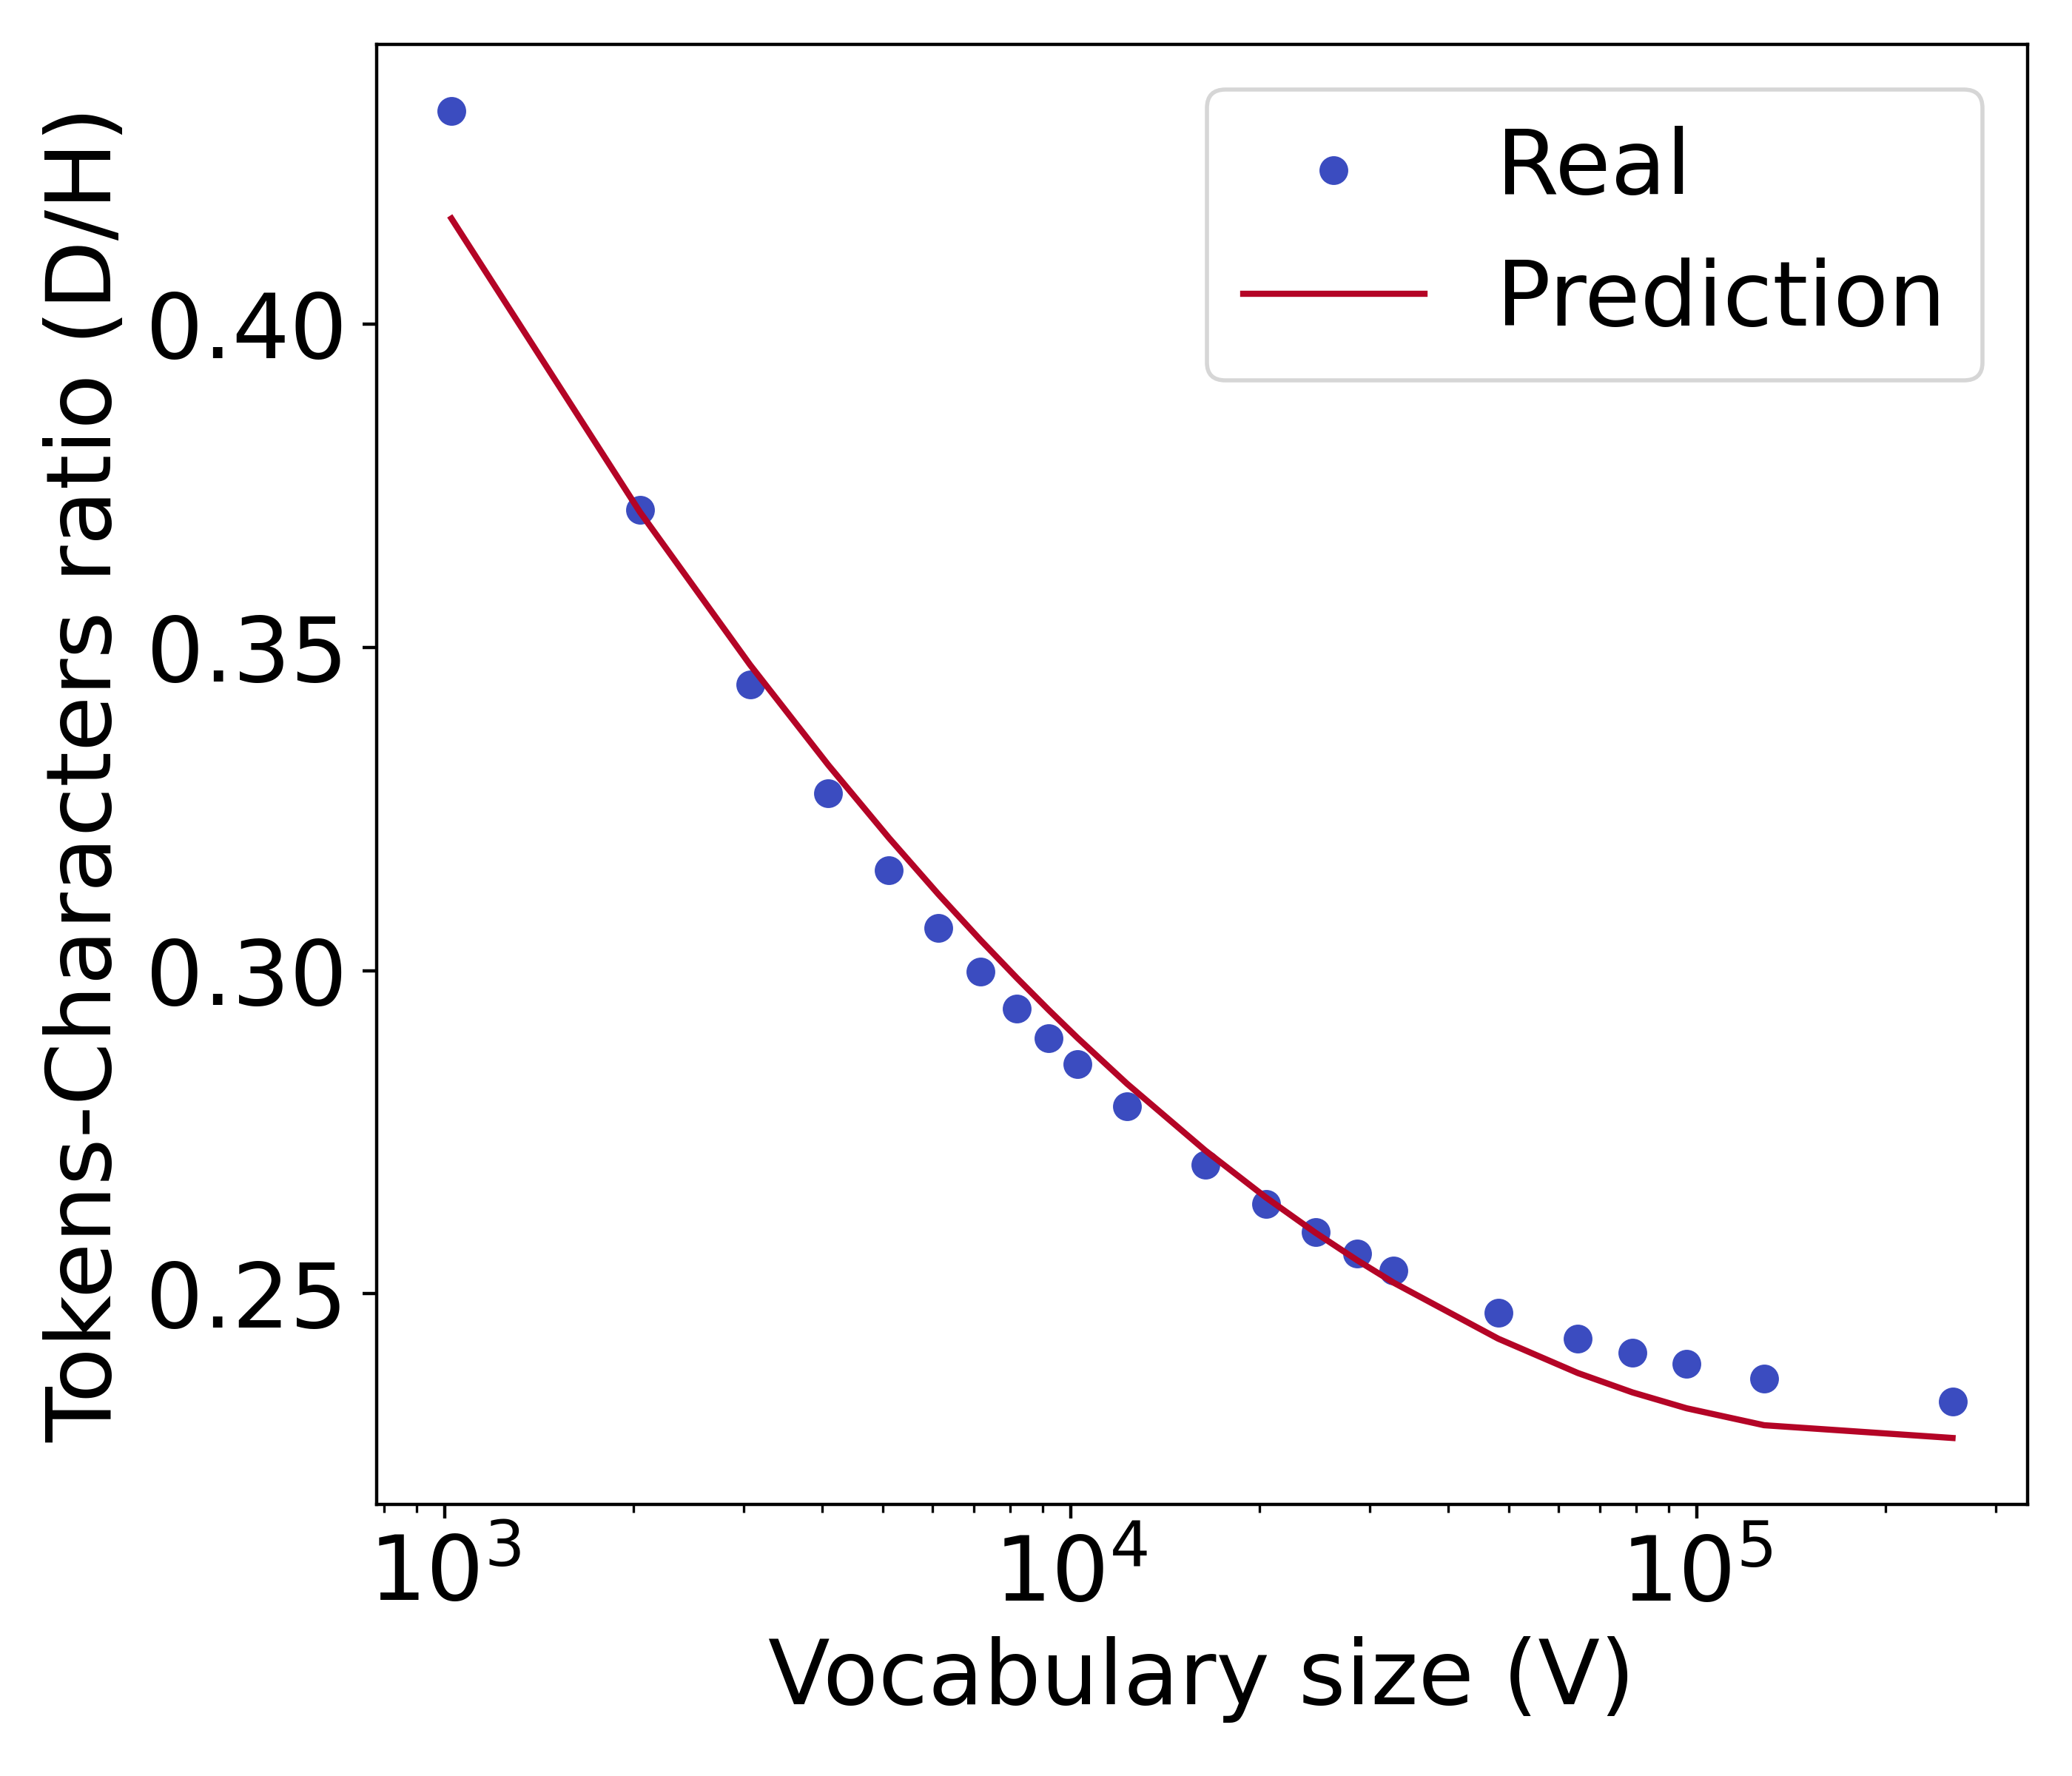 Tokens-Characters ratio (D/H)
0.40
0.35
0.30
0.25
Real
Prediction
10³
10⁴
10⁵
Vocabulary size (V)